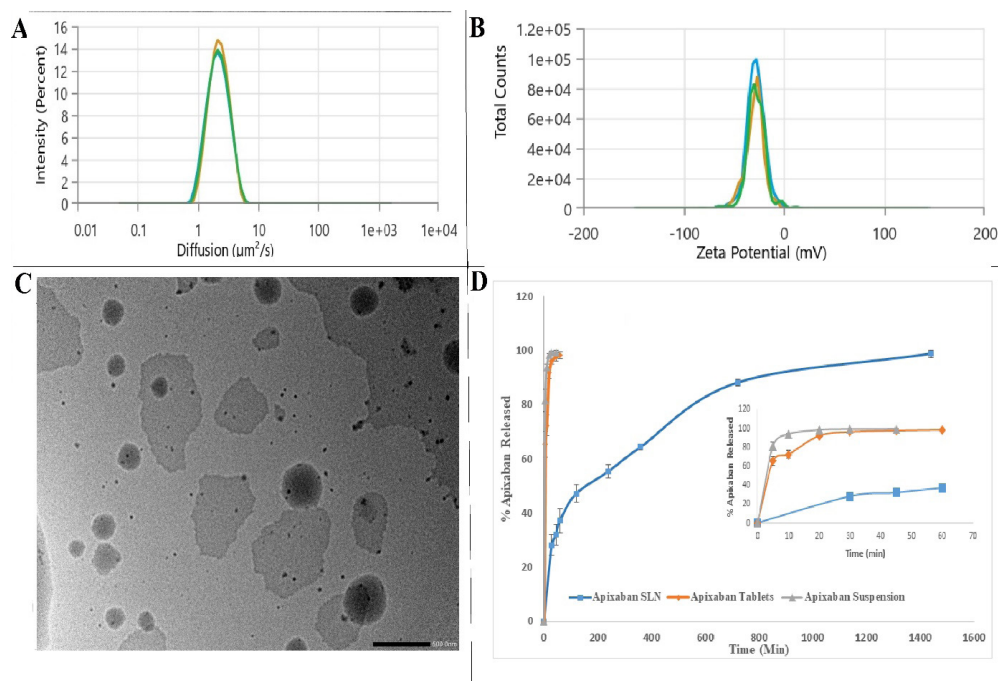 A
16
14
12
10
8
6
4
2
0
Intensity (Percent)
0.01 0.1 1 10 100 1e+03 1e+04
Diffusion (µm²/s)
B
1.2e+05
1e+05
8e+04
6e+04
4e+04
2e+04
0
Total Counts
-200 -100 0 100 200
Zeta Potential (mV)
C
D
120
100
80
60
40
20
0
% Apixaban Released
0 200 400 600 800 1000 1200 1400 1600
Time (Min)
Apixaban SLN Apixaban Tablets Apixaban Suspension
120
100
80
60
40
20
0
% Apixaban Released
0 10 20 30 40 50 60 70
Time (min)